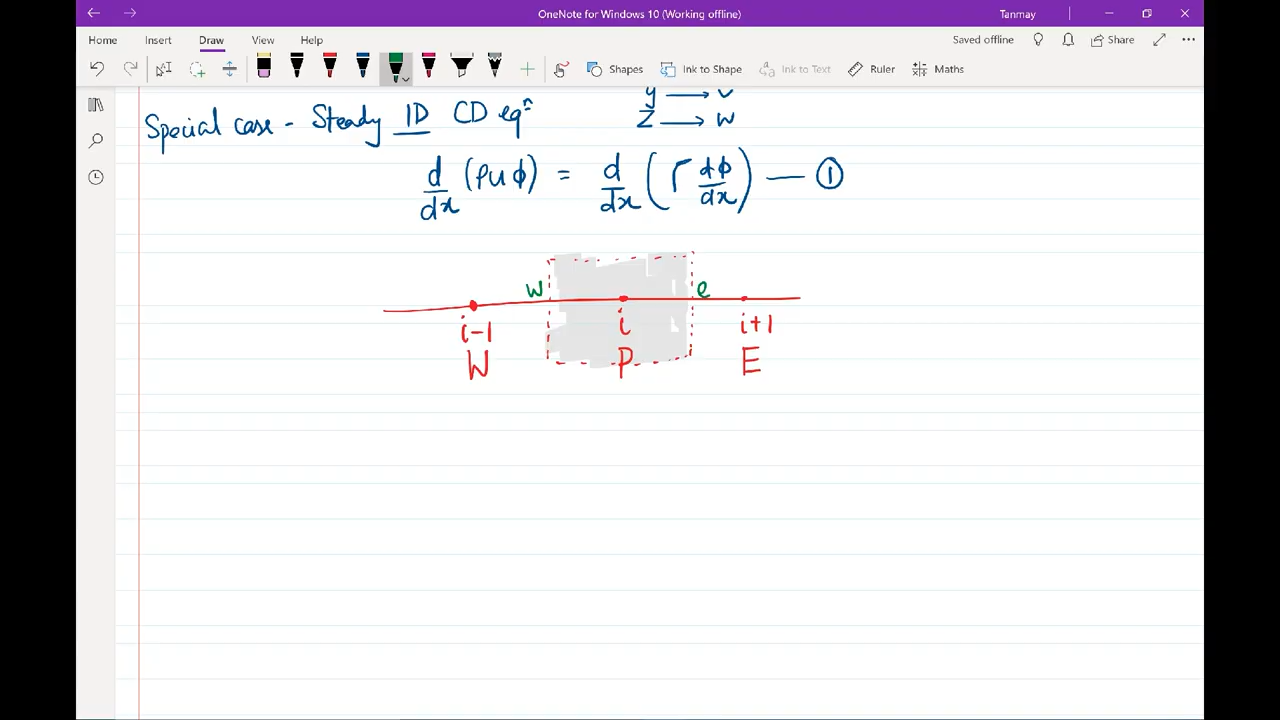 OneNote for Windows 10 (Working offline)
Tanmay
Home Insert Draw View Help
Saved offline Share
Shapes Ink to Shape Ink to Text Ruler Maths
y → v
Special case - Steady 1D CD eqⁿ
z → w
d/dx (ρuφ) = d/dx (Γ dφ/dx) — ①
w e
i-1 i i+1
W P E